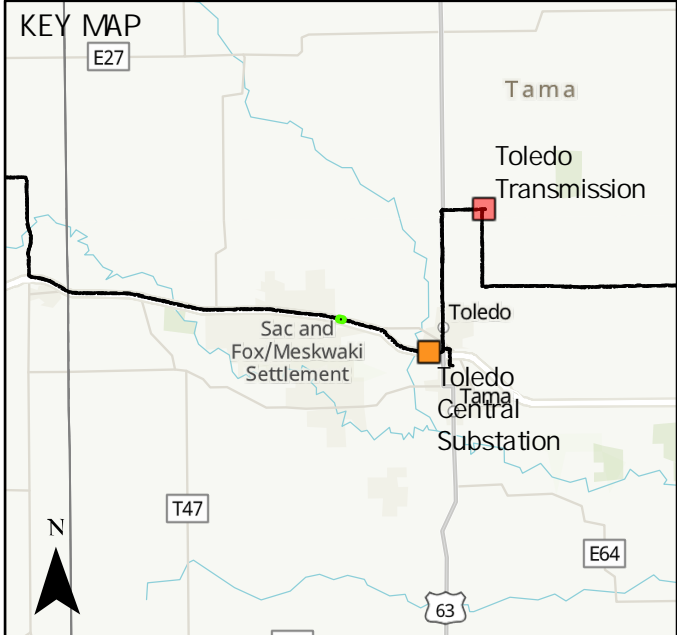 KEY MAP
E27
Tama
Toledo
Transmission
Toledo
Sac and
Fox/Meskwaki
Settlement
Toledo
Tama
Central
Substation
T47
N
E64
63